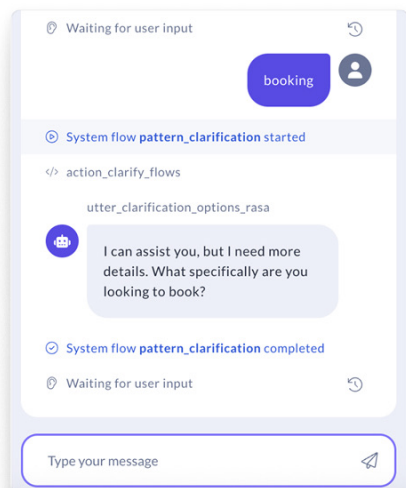 Waiting for user input
booking
System flow pattern_clarification started
</> action_clarify_flows
utter_clarification_options_rasa
I can assist you, but I need more
details. What specifically are you
looking to book?
System flow pattern_clarification completed
Waiting for user input
Type your message